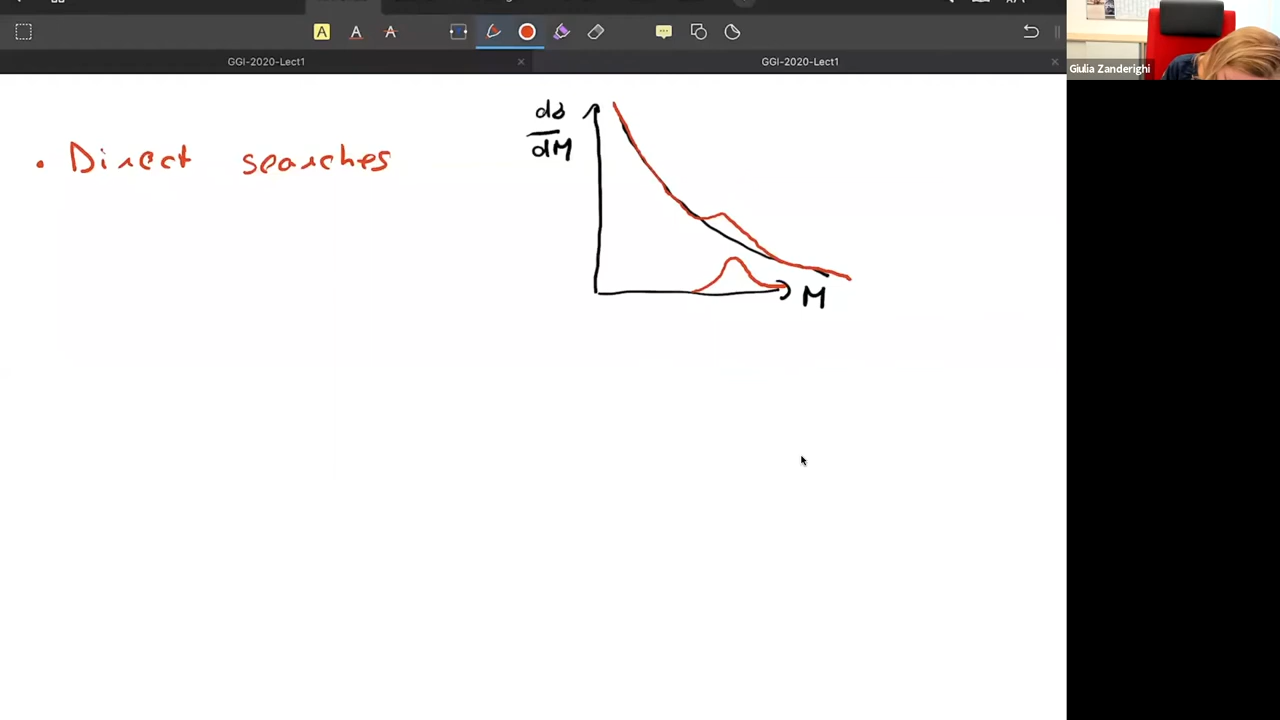 A A A
GGI-2020-Lect1
GGI-2020-Lect1
Giulia Zanderighi
• Direct searches
dσ
dM
M